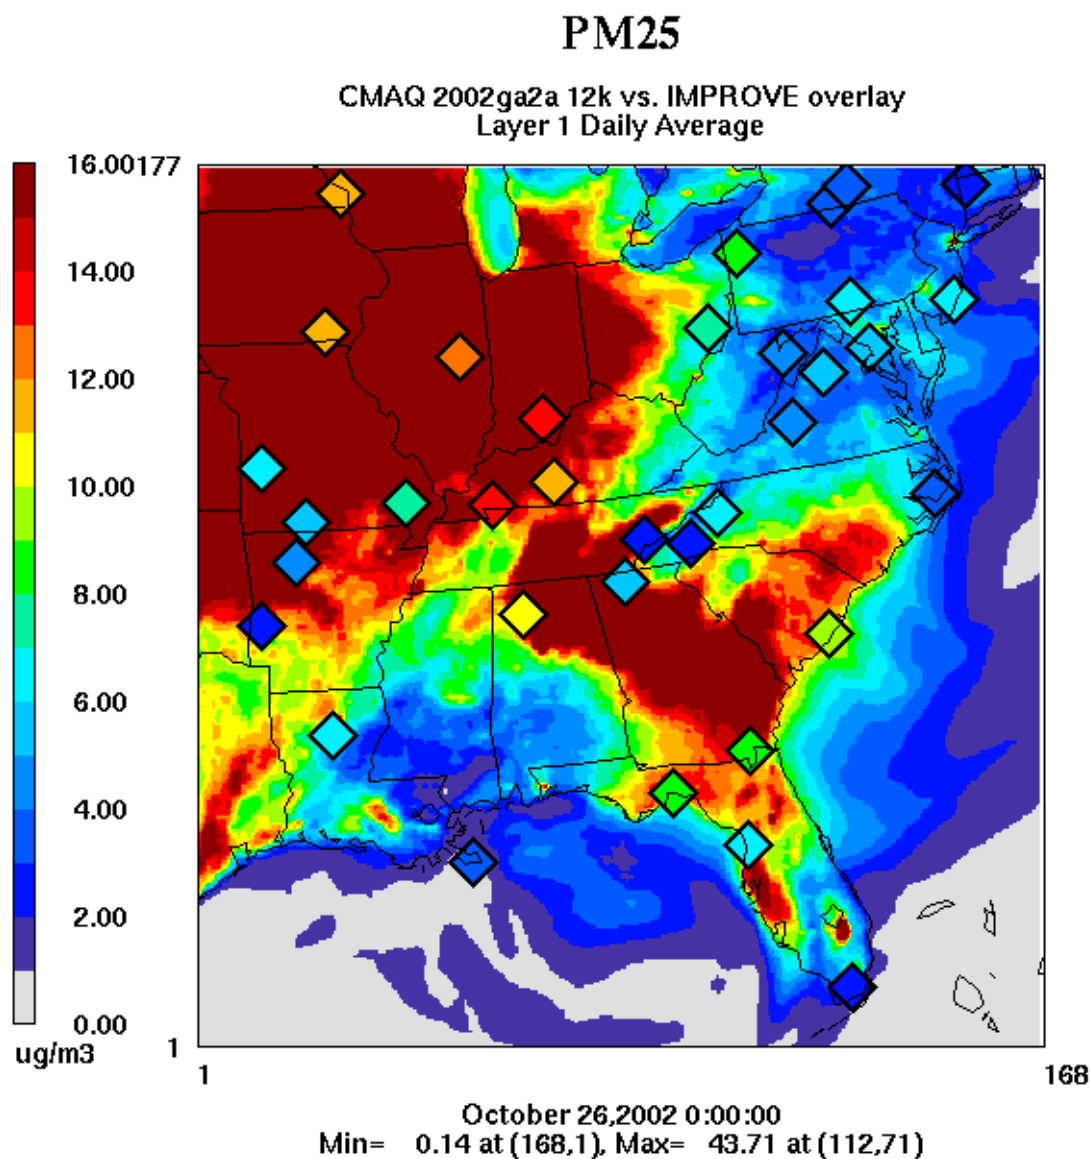 PM25
CMAQ 2002ga2a 12k vs. IMPROVE overlay
Layer 1 Daily Average
16.00 177
14.00
12.00
10.00
8.00
6.00
4.00
2.00
0.00
ug/m3
1
1 168
October 26,2002 0:00:00
Min= 0.14 at (168,1), Max= 43.71 at (112,71)